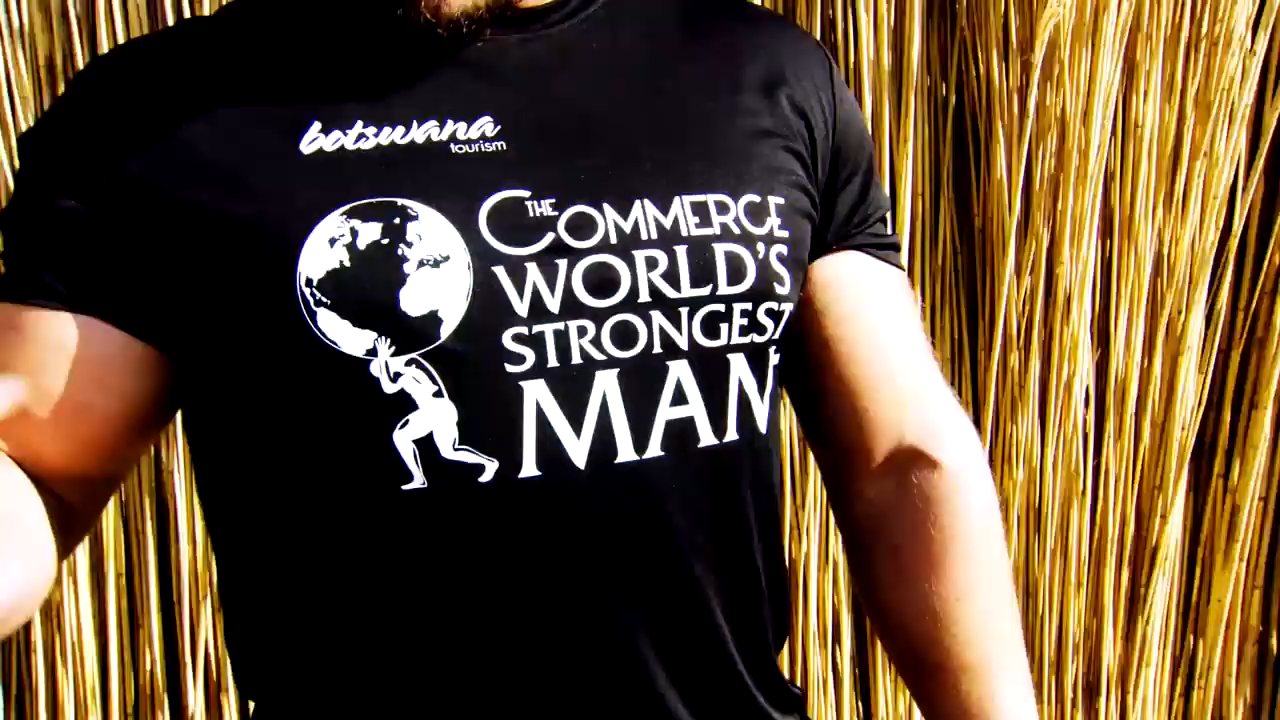 botswana
tourism
THE COMMERCE
WORLD'S
STRONGEST
MAN